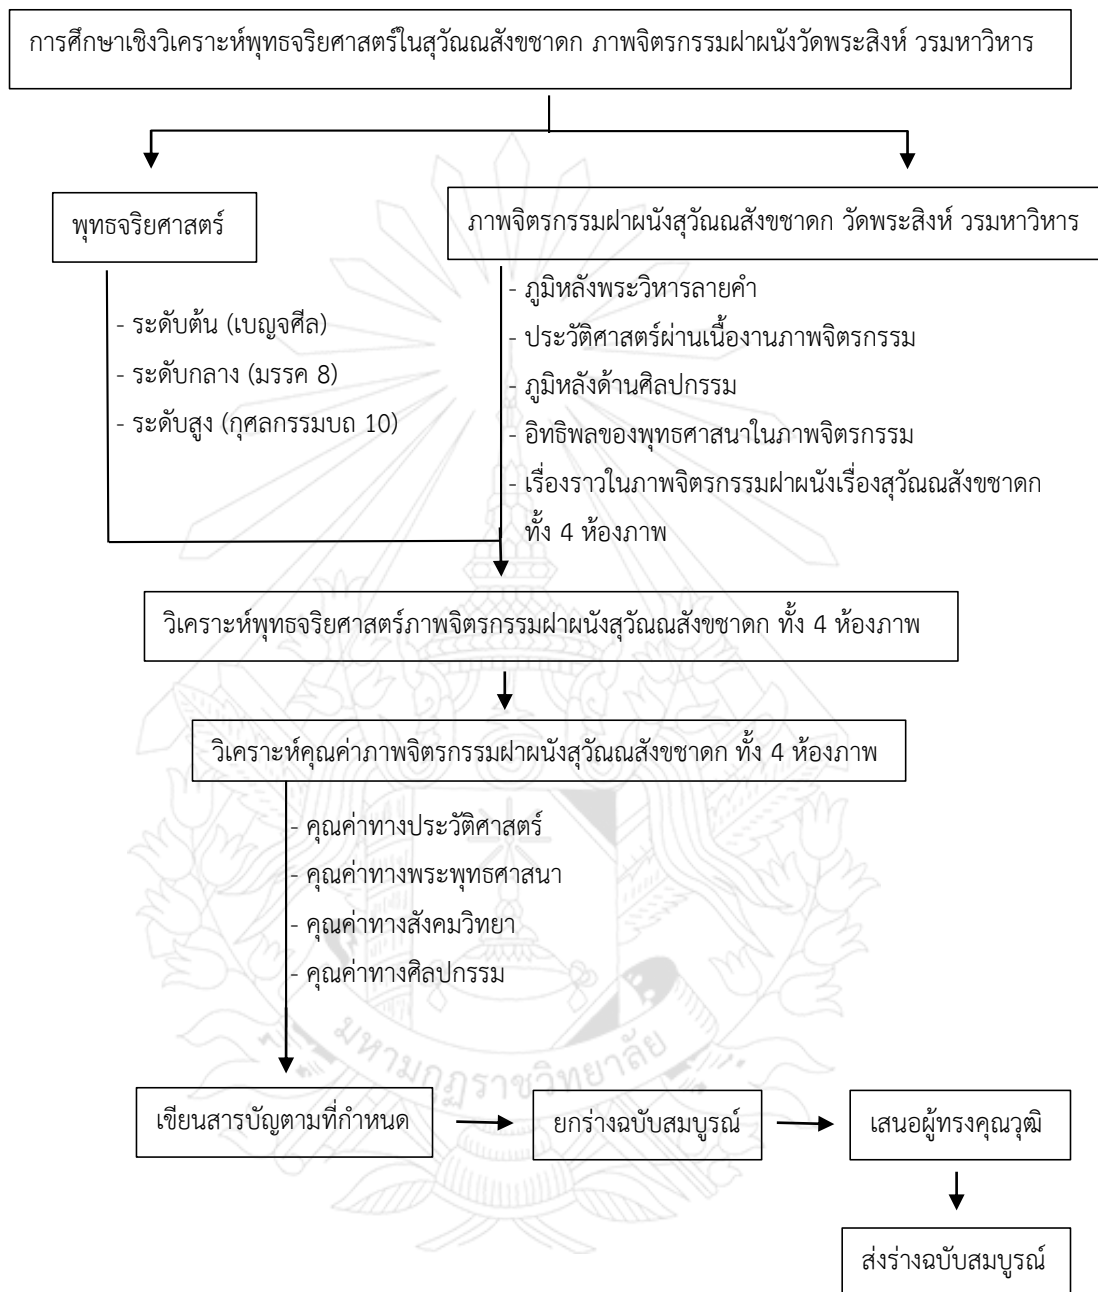 การศึกษาเชิงวิเคราะห์พุทธจริยศาสตร์ในสุวัณณสังขชาดก ภาพจิตรกรรมฝาผนังวัดพระสิงห์ วรมหาวิหาร
พุทธจริยศาสตร์
ภาพจิตรกรรมฝาผนังสุวัณณสังขชาดก วัดพระสิงห์ วรมหาวิหาร
- ระดับต้น (เบญจศีล)
- ระดับกลาง (มรรค 8)
- ระดับสูง (กุศลกรรมบถ 10)
- ภูมิหลังพระวิหารลายคำ
- ประวัติศาสตร์ผ่านเนื้องานภาพจิตรกรรม
- ภูมิหลังด้านศิลปกรรม
- อิทธิพลของพุทธศาสนาในภาพจิตรกรรม
- เรื่องราวในภาพจิตรกรรมฝาผนังเรื่องสุวัณณสังขชาดก
ทั้ง 4 ห้องภาพ
วิเคราะห์พุทธจริยศาสตร์ภาพจิตรกรรมฝาผนังสุวัณณสังขชาดก ทั้ง 4 ห้องภาพ
วิเคราะห์คุณค่าภาพจิตรกรรมฝาผนังสุวัณณสังขชาดก ทั้ง 4 ห้องภาพ
- คุณค่าทางประวัติศาสตร์
- คุณค่าทางพระพุทธศาสนา
- คุณค่าทางสังคมวิทยา
- คุณค่าทางศิลปกรรม
มหามกุฏราชวิทยาลัย
เขียนสารบัญตามที่กำหนด
ยกร่างฉบับสมบูรณ์
เสนอผู้ทรงคุณวุฒิ
ส่งร่างฉบับสมบูรณ์